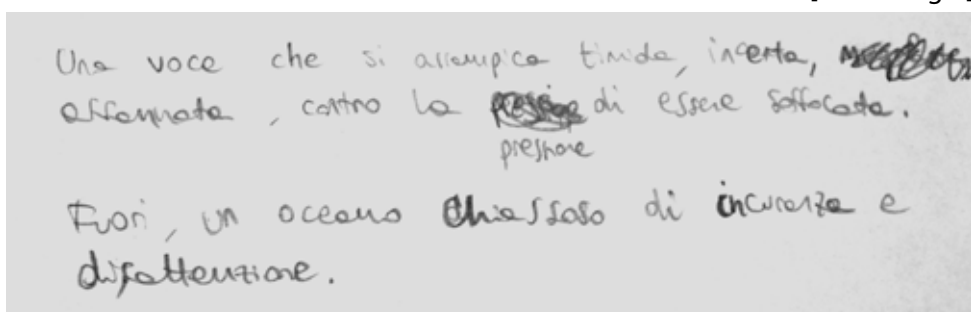 Una voce che si arrampica timida, incerta,
affannata, contro la di essere soffocata.
pressione
Fuori, un oceano chiassoso di incuranza e
disattenzione.